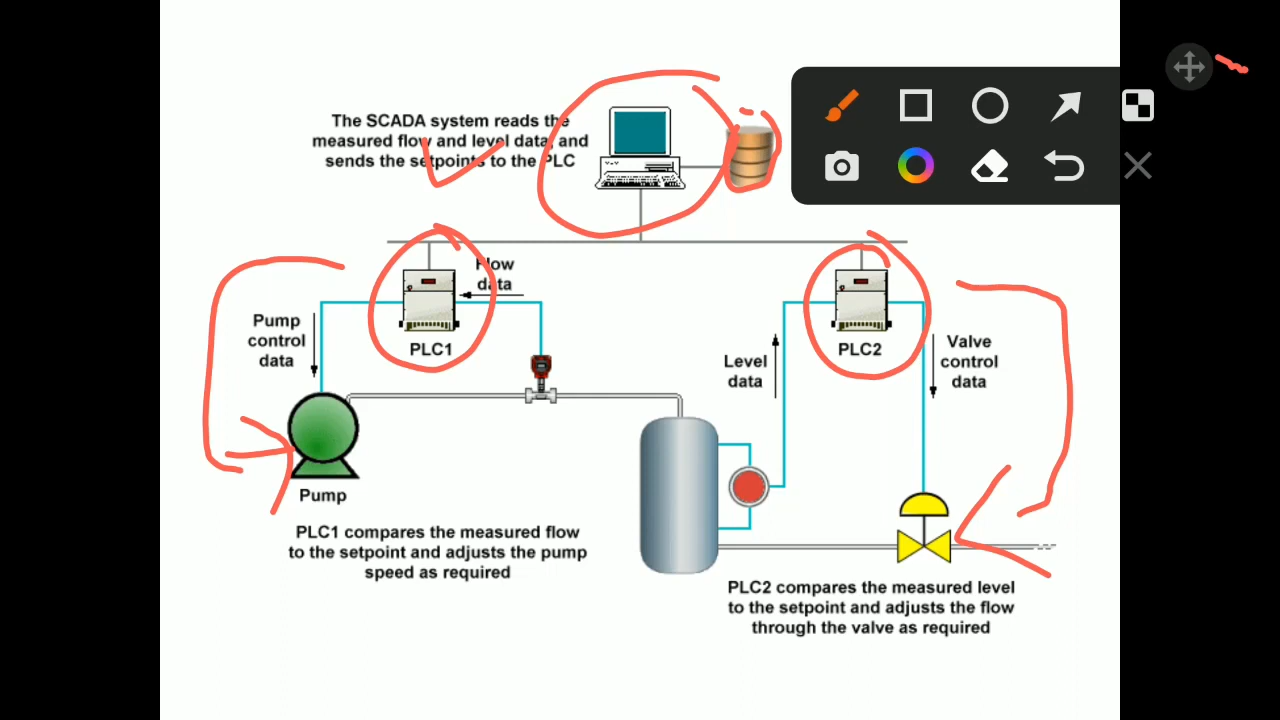 The SCADA system reads the
measured flow and level data, and
sends the setpoints to the PLC
Flow
data
Pump
control
data
PLC1
PLC2
Level
data
Valve
control
data
Pump
PLC1 compares the measured flow
to the setpoint and adjusts the pump
speed as required
PLC2 compares the measured level
to the setpoint and adjusts the flow
through the valve as required